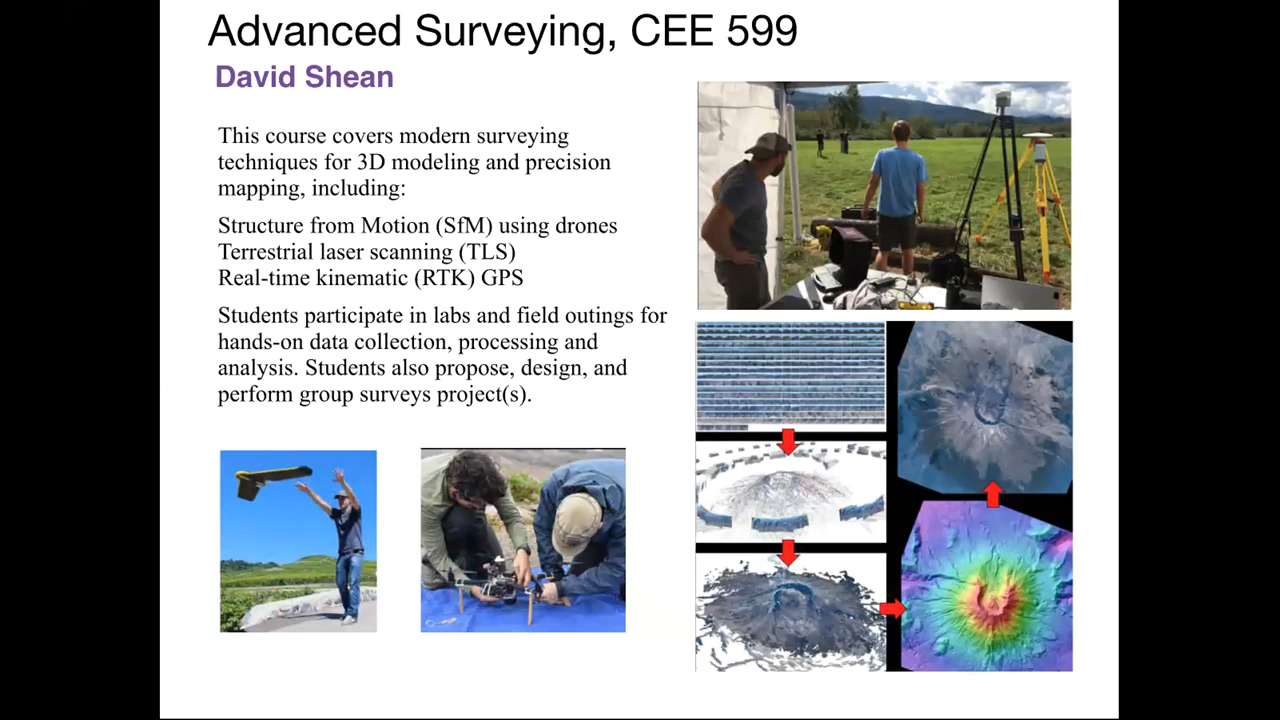 Advanced Surveying, CEE 599
David Shean
This course covers modern surveying
techniques for 3D modeling and precision
mapping, including:
Structure from Motion (SfM) using drones
Terrestrial laser scanning (TLS)
Real-time kinematic (RTK) GPS
Students participate in labs and field outings for
hands-on data collection, processing and
analysis. Students also propose, design, and
perform group surveys project(s).